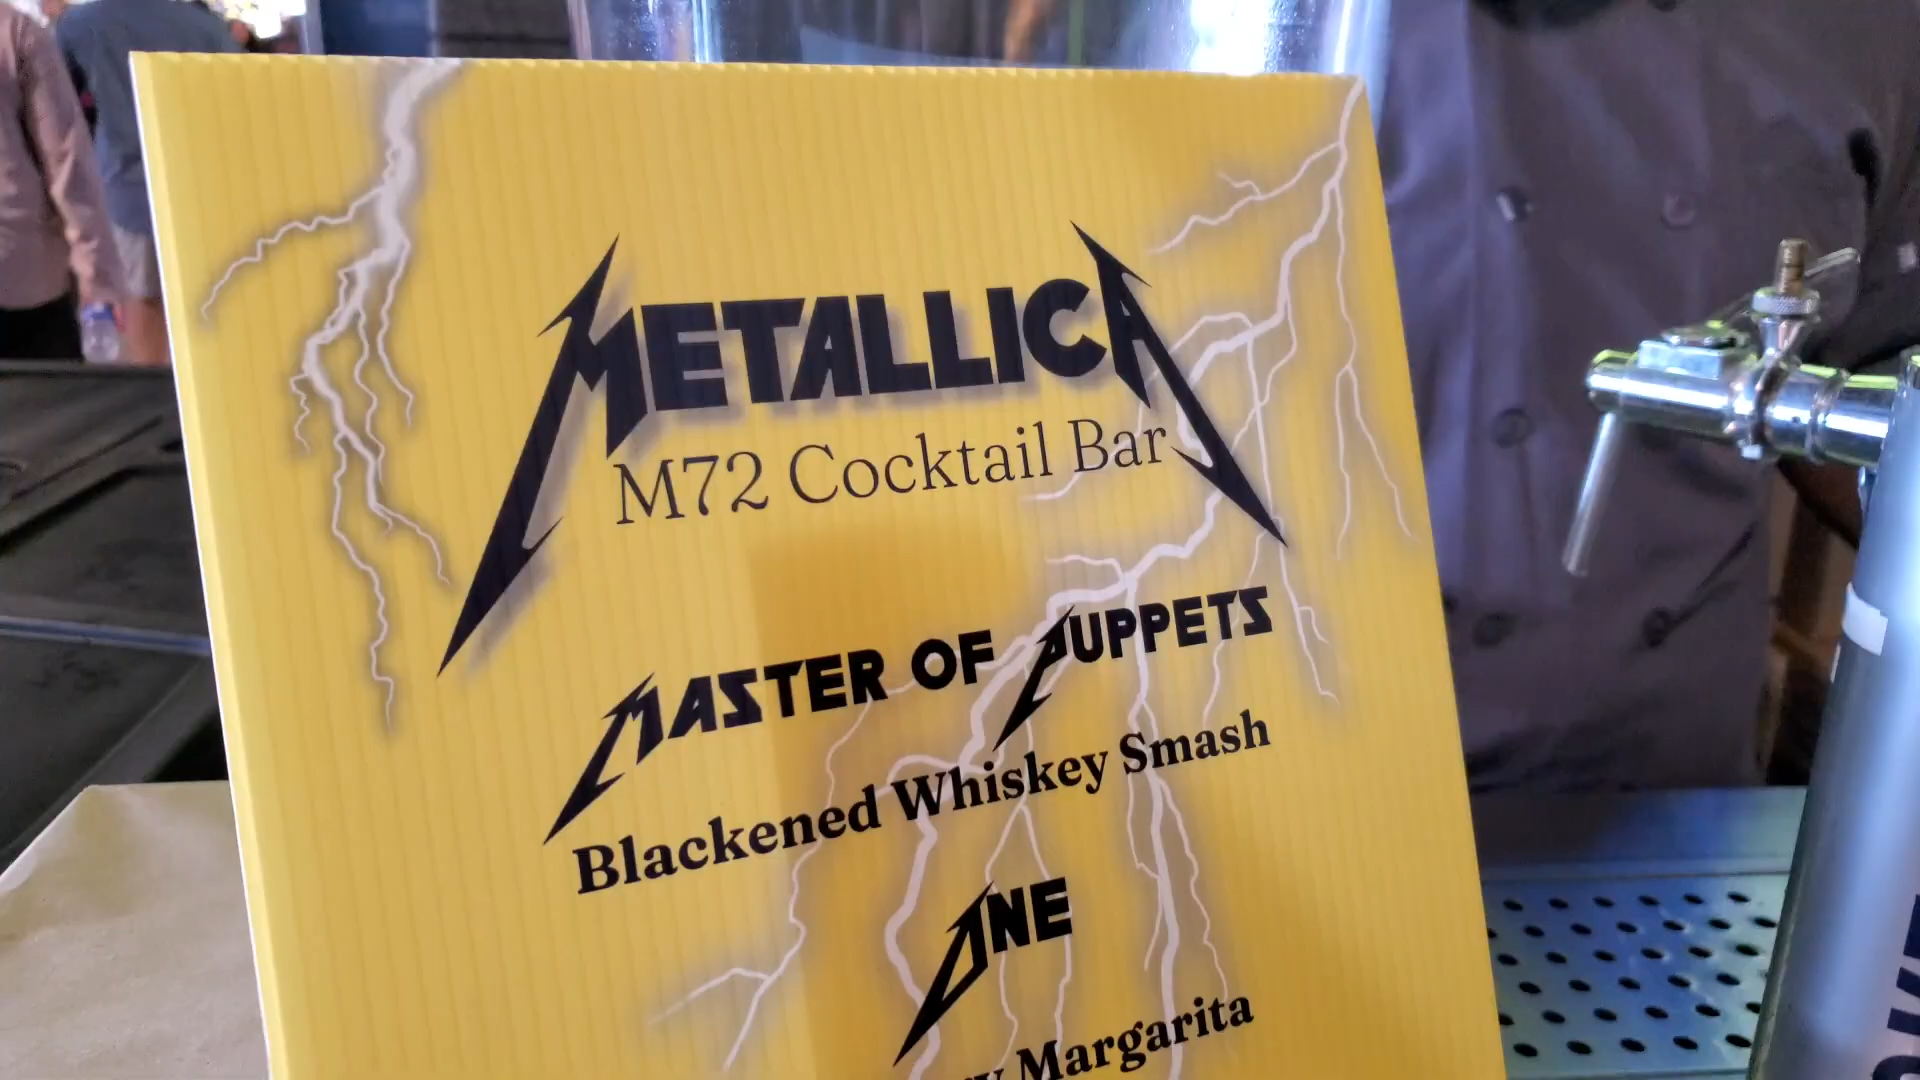 METALLICA
M72 Cocktail Bar
MASTER OF PUPPETS
Blackened Whiskey Smash
ONE
Margarita